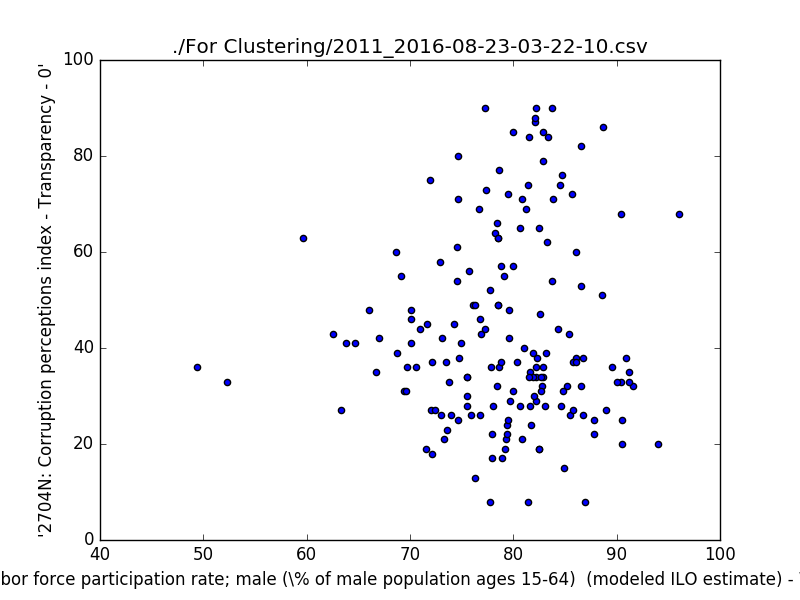 ./For Clustering/2011_2016-08-23-03-22-10.csv
'2704N: Corruption perceptions index - Transparency - 0'
100
80
60
40
20
0
40 50 60 70 80 90 100
bor force participation rate; male (\% of male population ages 15-64) (modeled ILO estimate) -